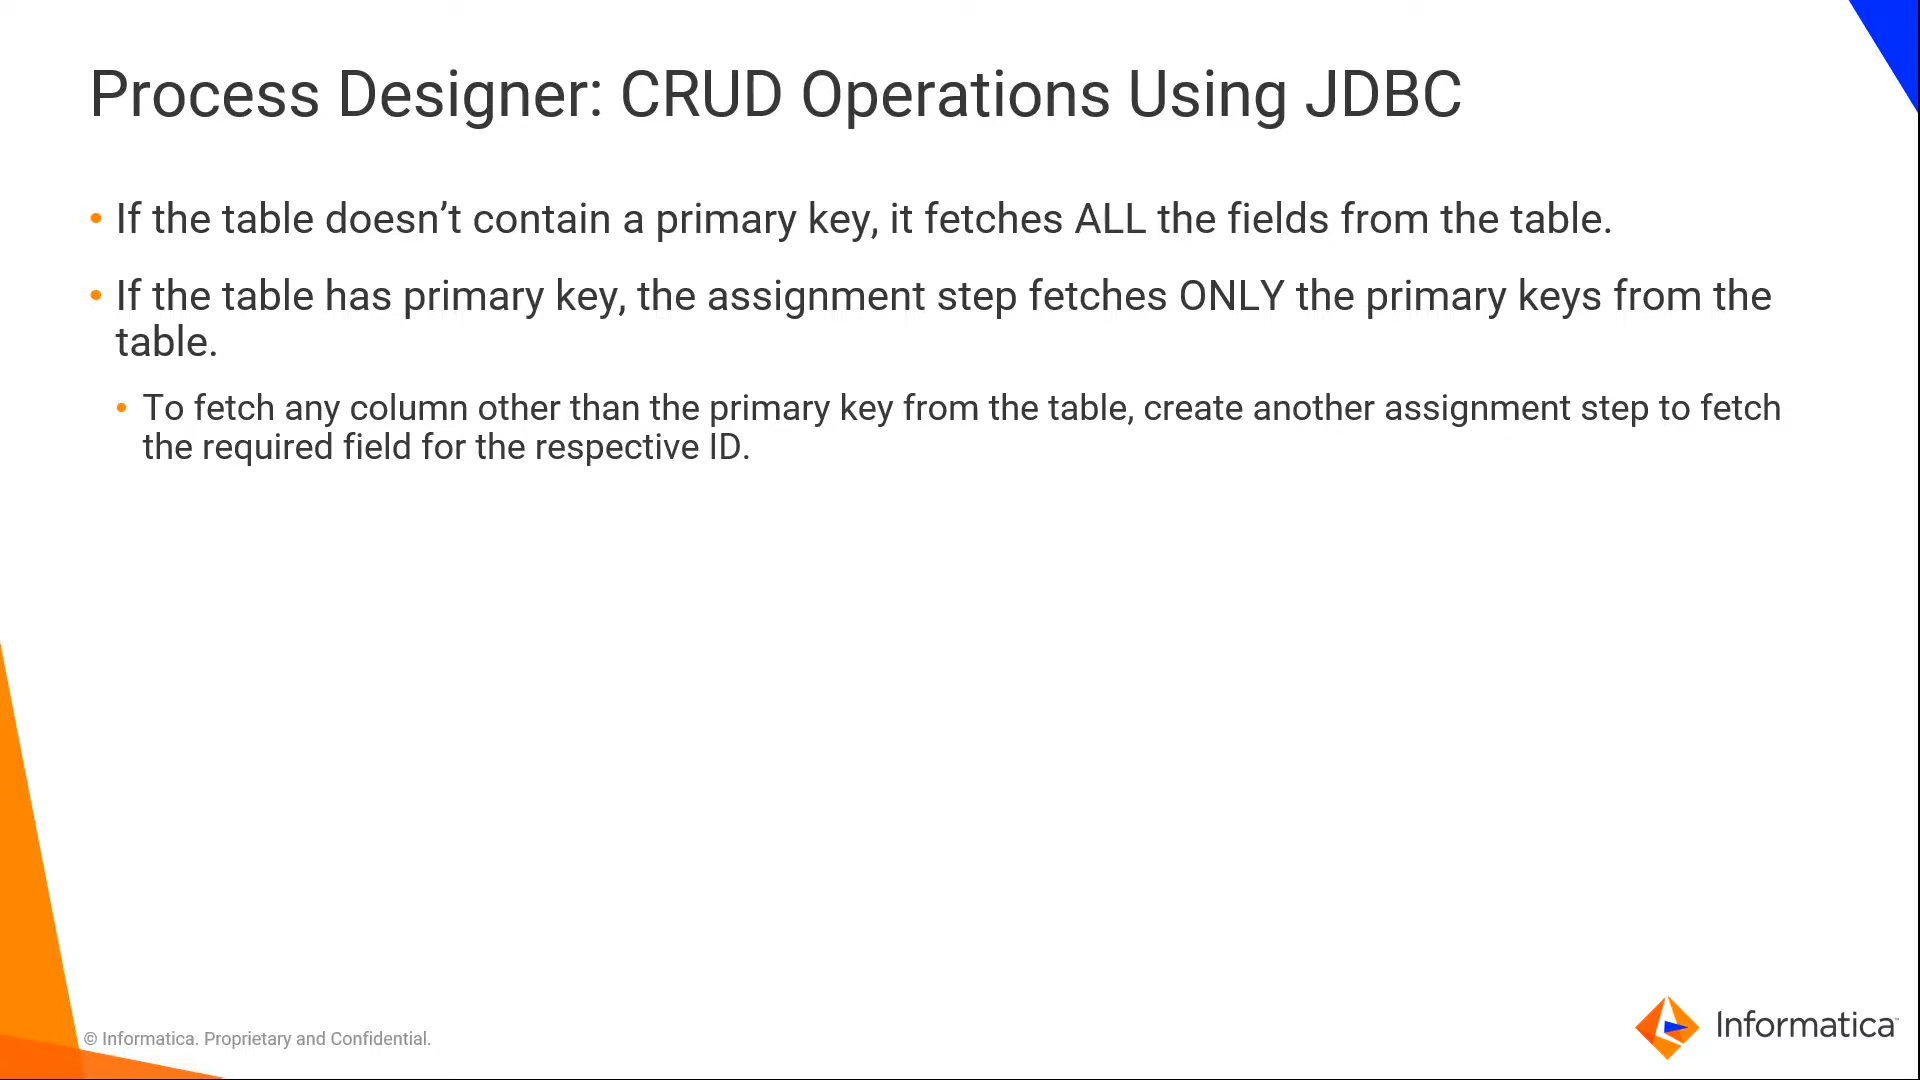 Process Designer: CRUD Operations Using JDBC
• If the table doesn’t contain a primary key, it fetches ALL the fields from the table.
• If the table has primary key, the assignment step fetches ONLY the primary keys from the
table.
• To fetch any column other than the primary key from the table, create another assignment step to fetch
the required field for the respective ID.
© Informatica. Proprietary and Confidential.
Informatica